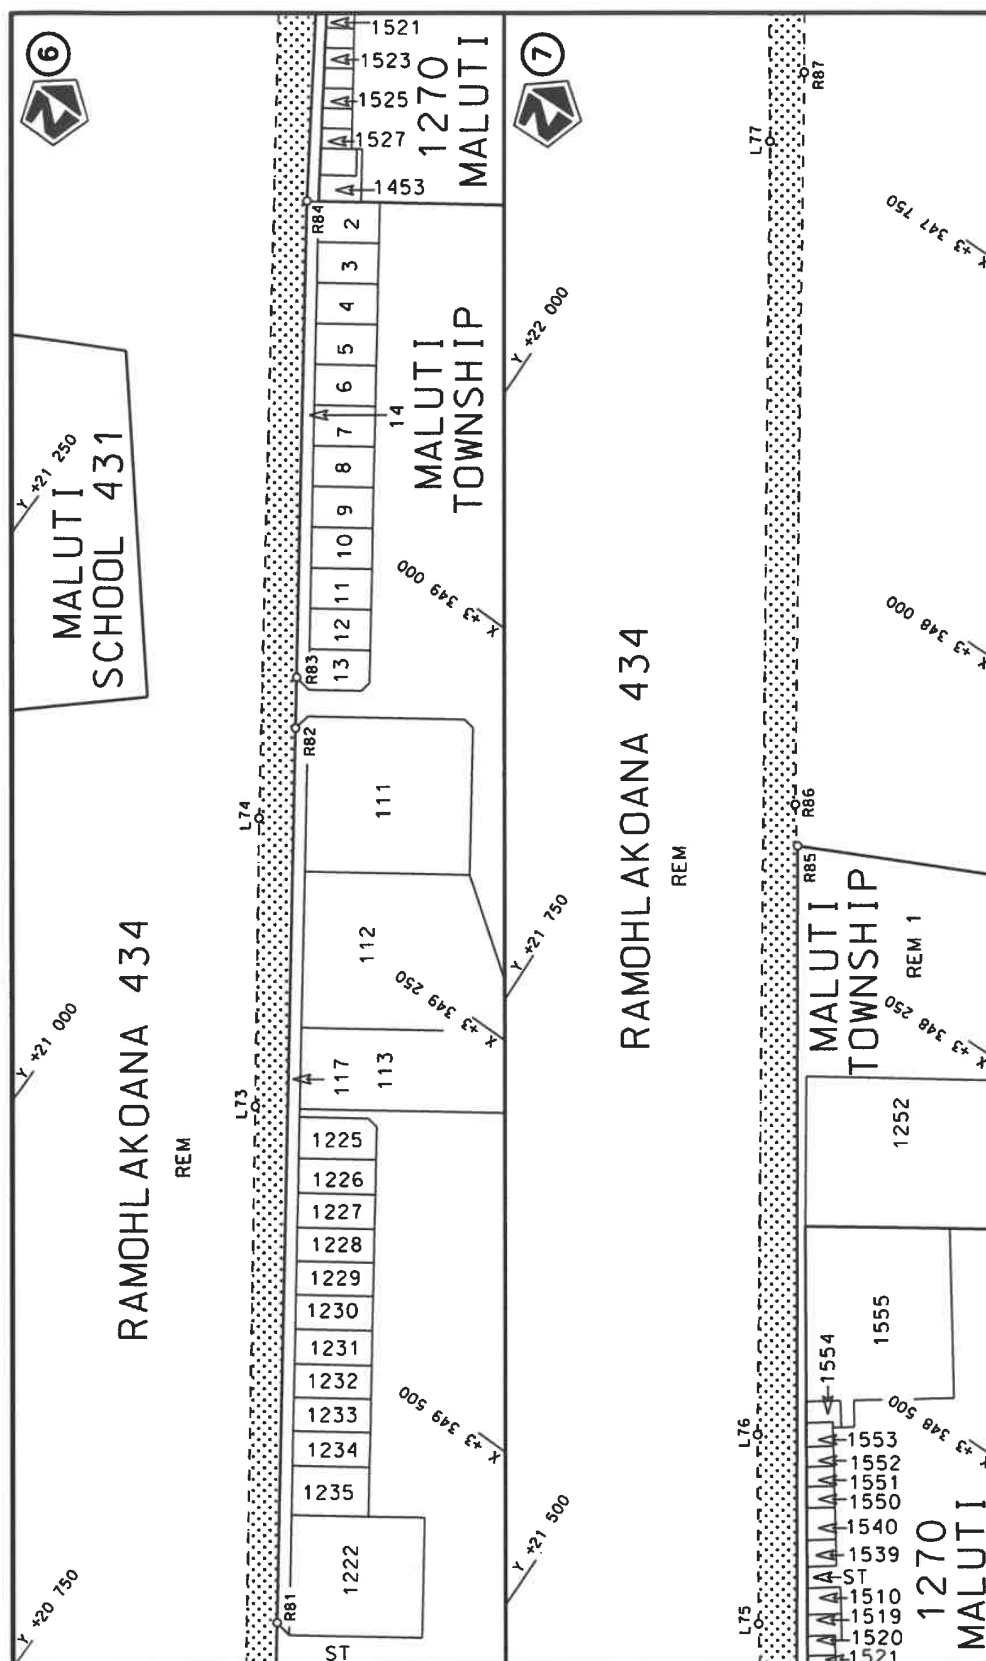 6
N
Y +21 250
MALUTI
SCHOOL 431
Y +21 000
RAMOHLAKOANA 434
REM
Y +20 750
L74
L73
1521
1523
1525
1527
1453
1270
MALUTI
R84
2
3
4
5
6
14
7
8
9
10
11
12
13
R83
MALUTI
TOWNSHIP
X +3 349 000
R82
111
112
X +3 349 250
117
113
1225
1226
1227
1228
1229
1230
1231
1232
1233
1234
1235
X +3 349 500
1222
R81
ST
7
N
Y +22 000
RAMOHLAKOANA 434
REM
Y +21 750
Y +21 500
L77
R87
X +3 347 750
X +3 348 000
R86
R85
MALUTI
TOWNSHIP
REM 1
X +3 348 250
1252
1555
1554
X +3 348 500
L76
1553
1552
1551
1550
1540
1539
ST
1510
1519
1520
1521
L75
1270
MALUTI